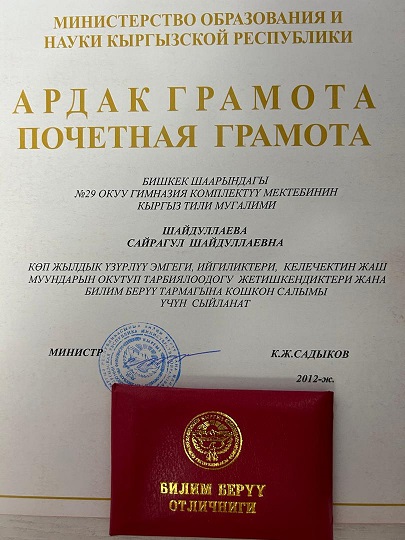 МИНИСТЕРСТВО ОБРАЗОВАНИЯ И
НАУКИ КЫРГЫЗСКОЙ РЕСПУБЛИКИ
АРДАК ГРАМОТА
ПОЧЕТНАЯ ГРАМОТА
БИШКЕК ШААРЫНДАГЫ
№29 ОКУУ ГИМНАЗИЯ КОМПЛЕКТҮҮ МЕКТЕБИНИН
КЫРГЫЗ ТИЛИ МУГАЛИМИ
ШАЙДУЛЛАЕВА
САЙРАГУЛ ШАЙДУЛЛАЕВНА
КӨП ЖЫЛДЫК ҮЗҮРЛҮҮ ЭМГЕГИ, ИЙГИЛИКТЕРИ, КЕЛЕЧЕКТИН ЖАШ
МУУНДАРЫН ОКУТУП ТАРБИЯЛООДОГУ ЖЕТИШКЕНДИКТЕРИ ЖАНА
БИЛИМ БЕРҮҮ ТАРМАГЫНА КОШКОН САЛЫМЫ
ҮЧҮН СЫЙЛАНАТ
МИНИСТР К.Ж.САДЫКОВ
2012-ж.
БИЛИМ БЕРҮҮ
ОТЛИЧНИГИ